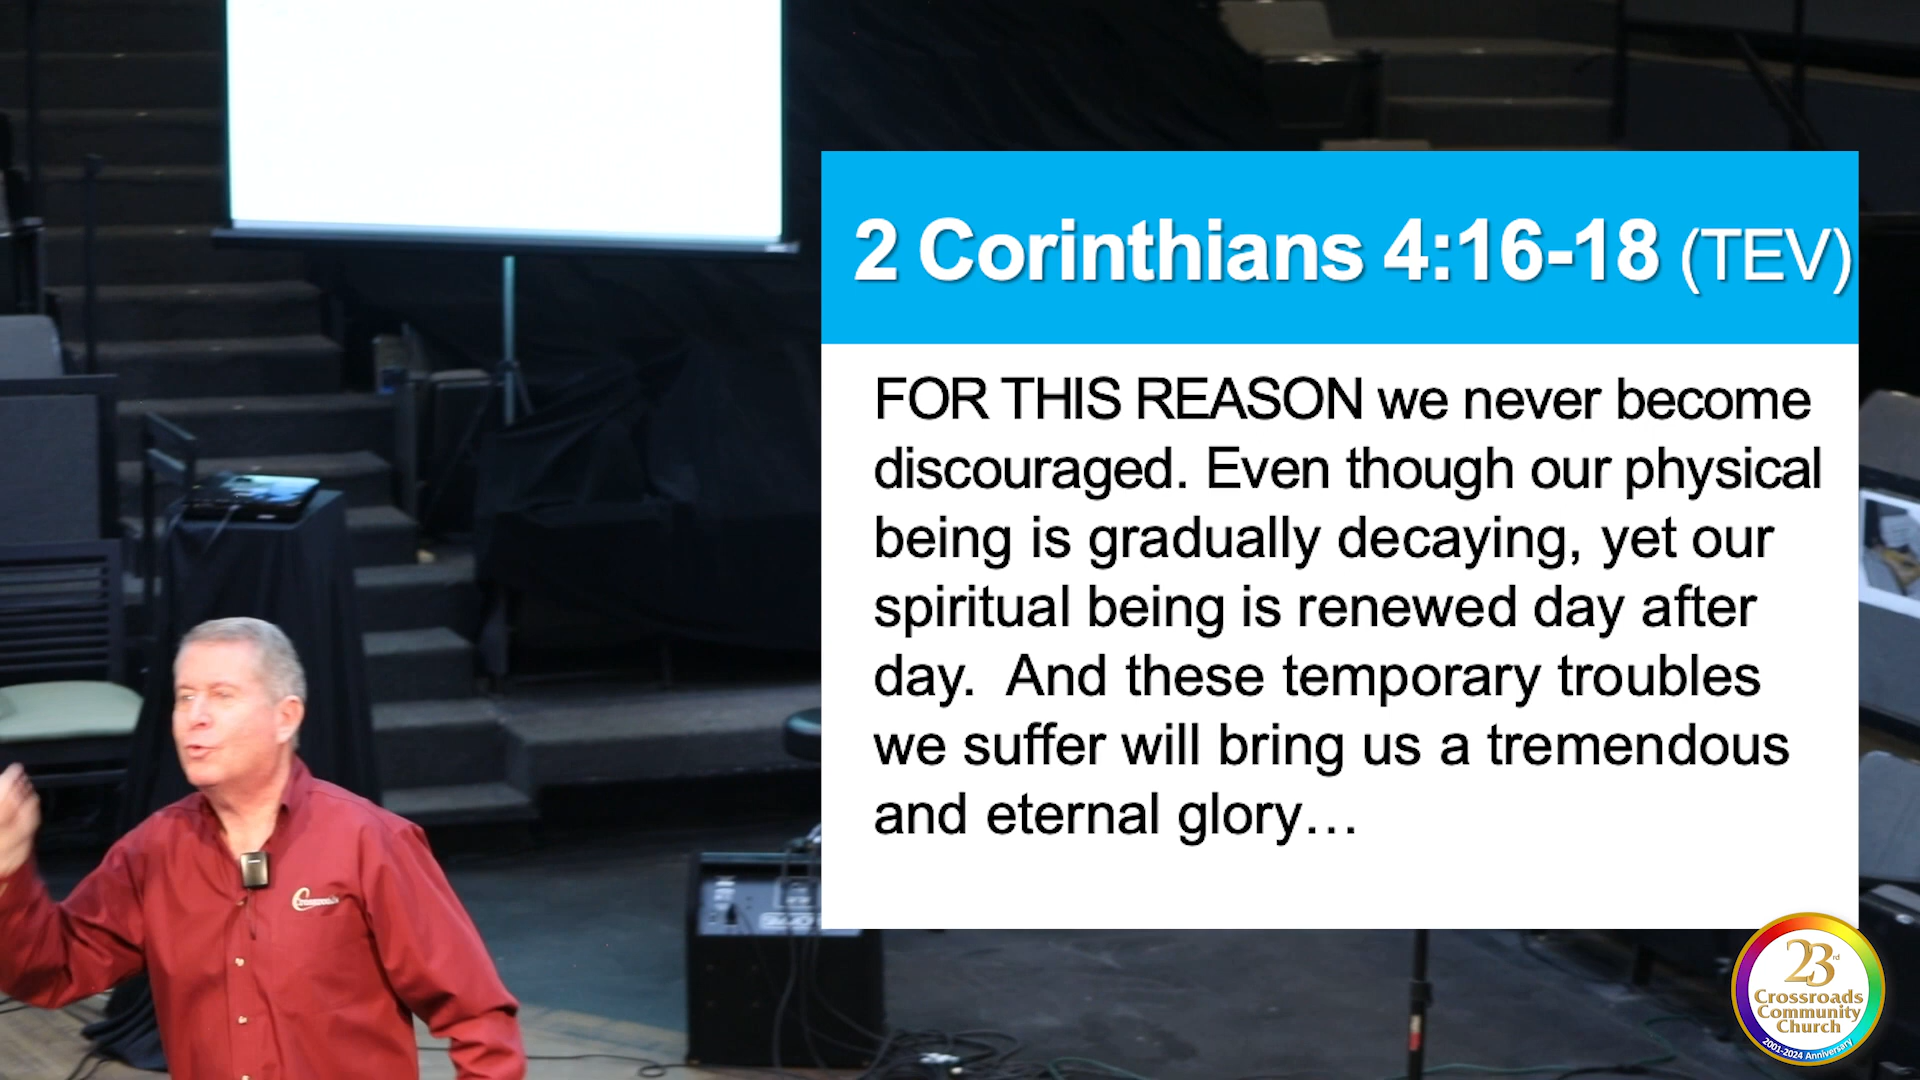 2 Corinthians 4:16-18 (TEV)
FOR THIS REASON we never become
discouraged. Even though our physical
being is gradually decaying, yet our
spiritual being is renewed day after
day.  And these temporary troubles
we suffer will bring us a tremendous
and eternal glory…
Crossroads
23rd
Crossroads
Community
Church
2001-2024 Anniversary